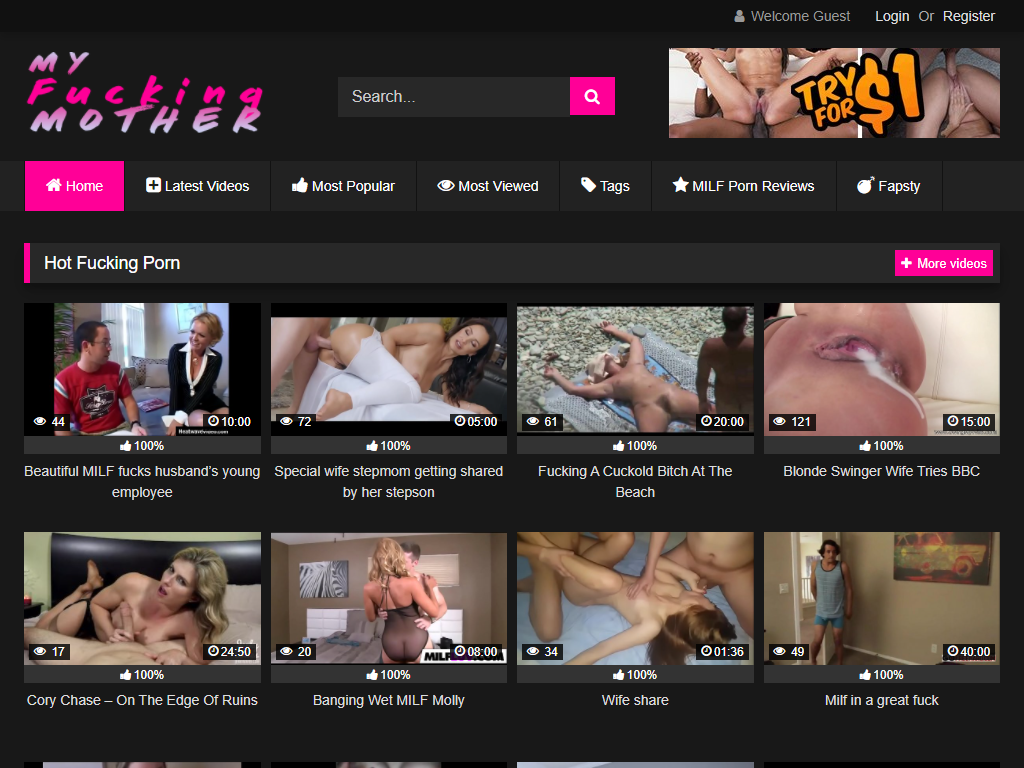 Welcome Guest Login Or Register
MY
Fucking
MOTHER
Search...
TRY
FOR $1
Home Latest Videos Most Popular Most Viewed Tags MILF Porn Reviews Fapsty
Hot Fucking Porn
More videos
44 10:00
100%
Beautiful MILF fucks husband's young
employee
72 05:00
100%
Special wife stepmom getting shared
by her stepson
61 20:00
100%
Fucking A Cuckold Bitch At The
Beach
121 15:00
100%
Blonde Swinger Wife Tries BBC
17 24:50
100%
Cory Chase – On The Edge Of Ruins
20 08:00
100%
Banging Wet MILF Molly
34 01:36
100%
Wife share
49 40:00
100%
Milf in a great fuck